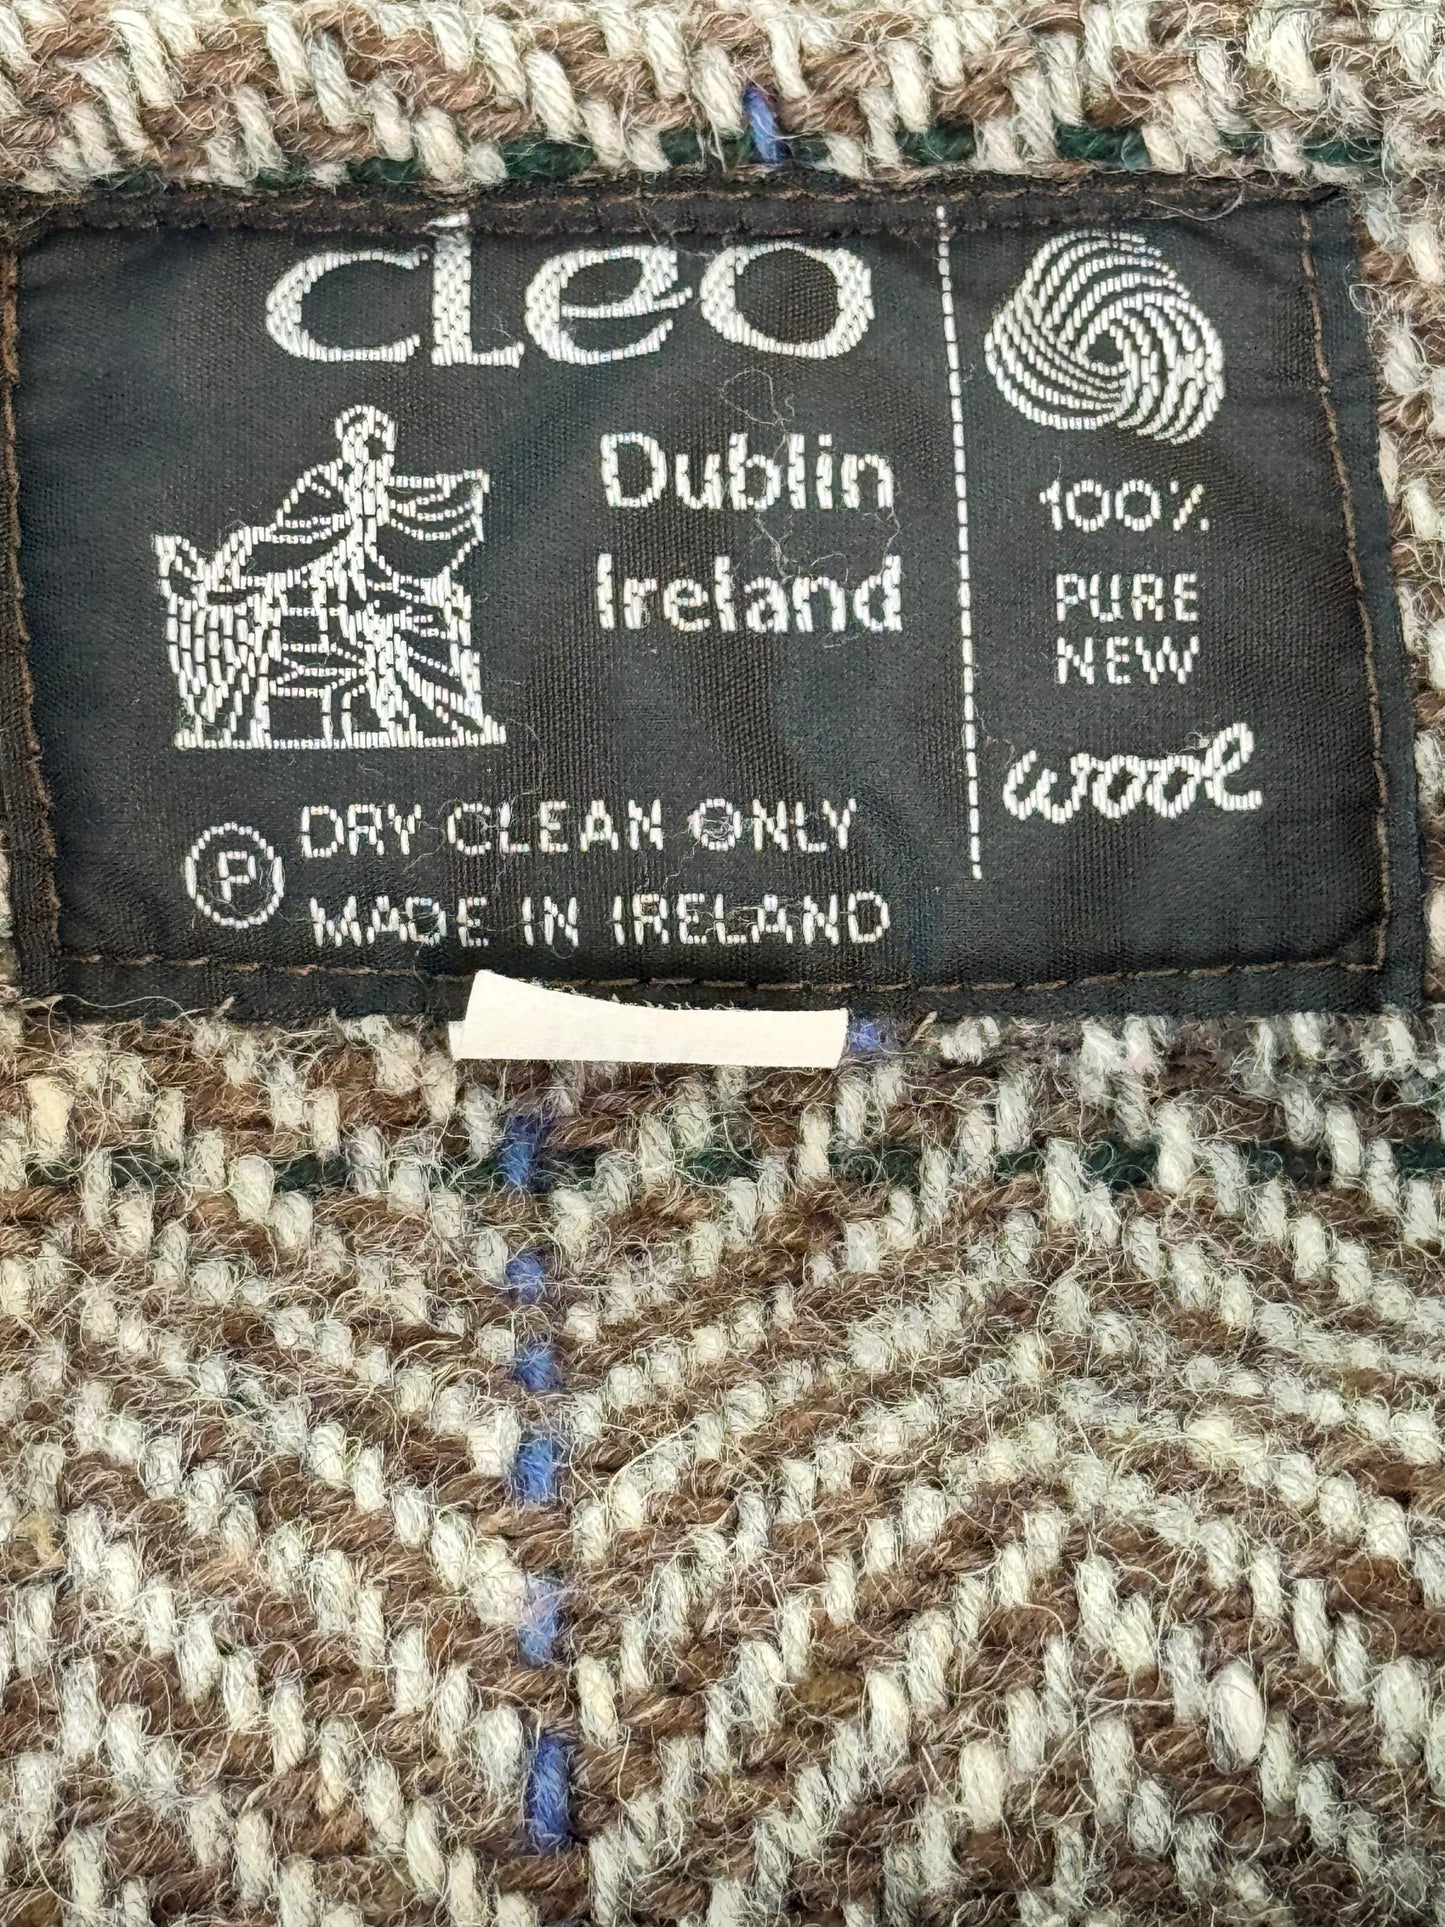 cleo
Dublin
Ireland
P DRY CLEAN ONLY
MADE IN IRELAND
100%
PURE
NEW
wool